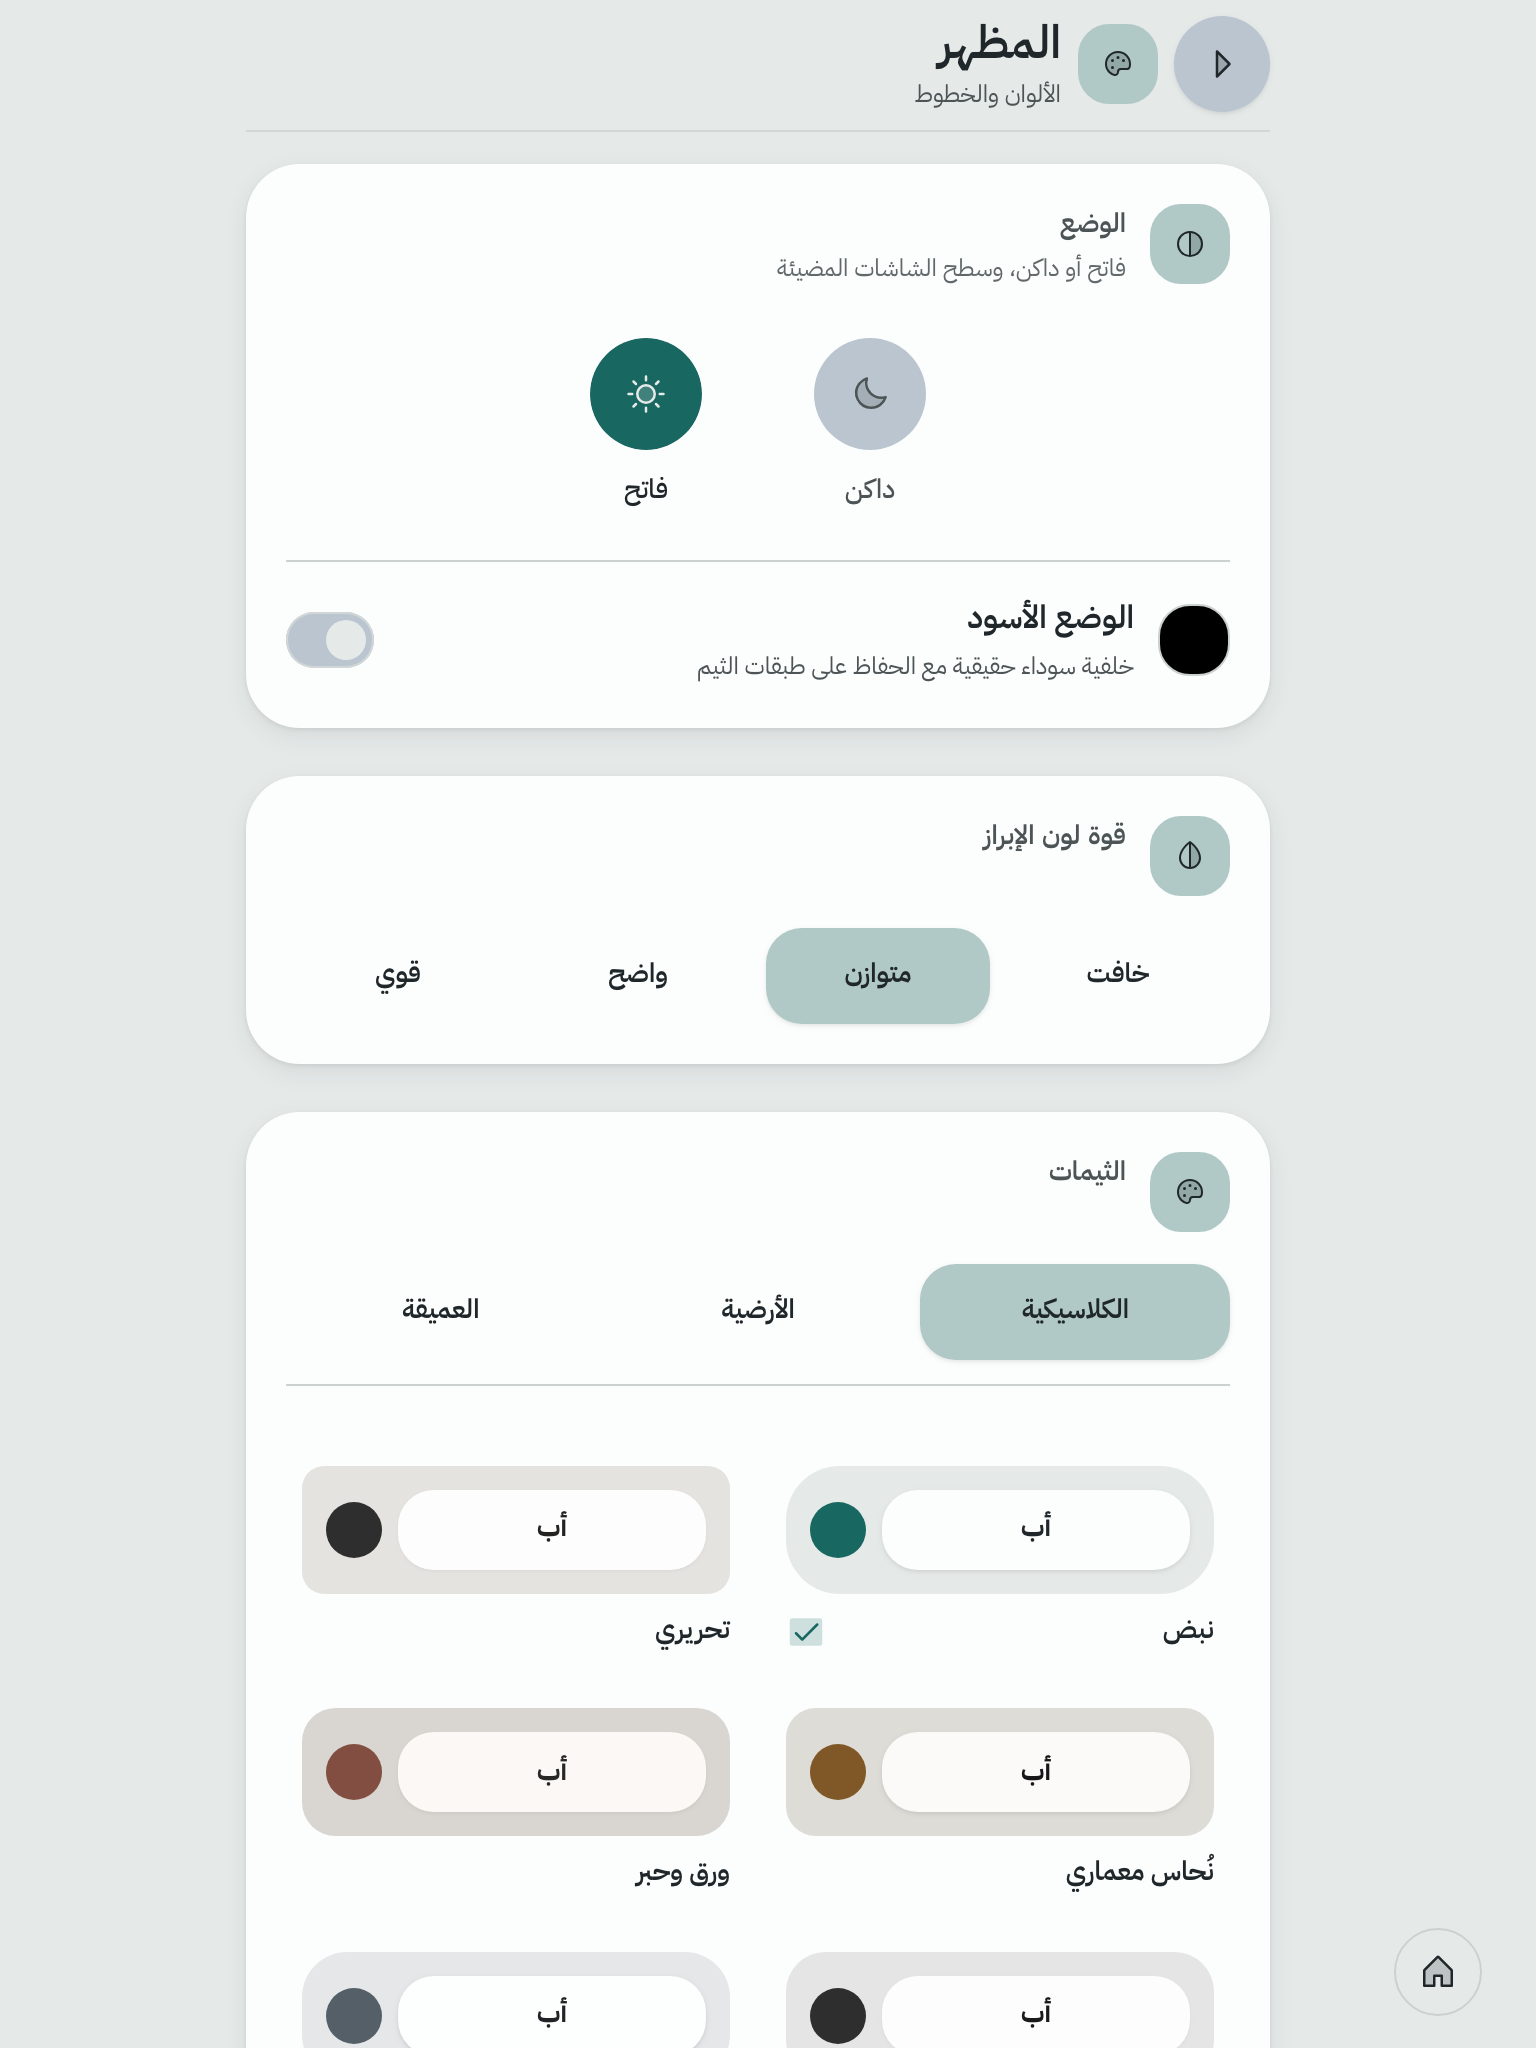 المظهر
الألوان والخطوط
الوضع
فاتح أو داكن، وسطح الشاشات المضيئة
داكن
فاتح
الوضع الأسود
خلفية سوداء حقيقية مع الحفاظ على طبقات الثيم
قوة لون الإبراز
خافت
متوازن
واضح
قوي
الثيمات
الكلاسيكية
الأرضية
العميقة
أب
أب
نبض
تحريري
أب
أب
نُحاس معماري
ورق وحبر
أب
أب